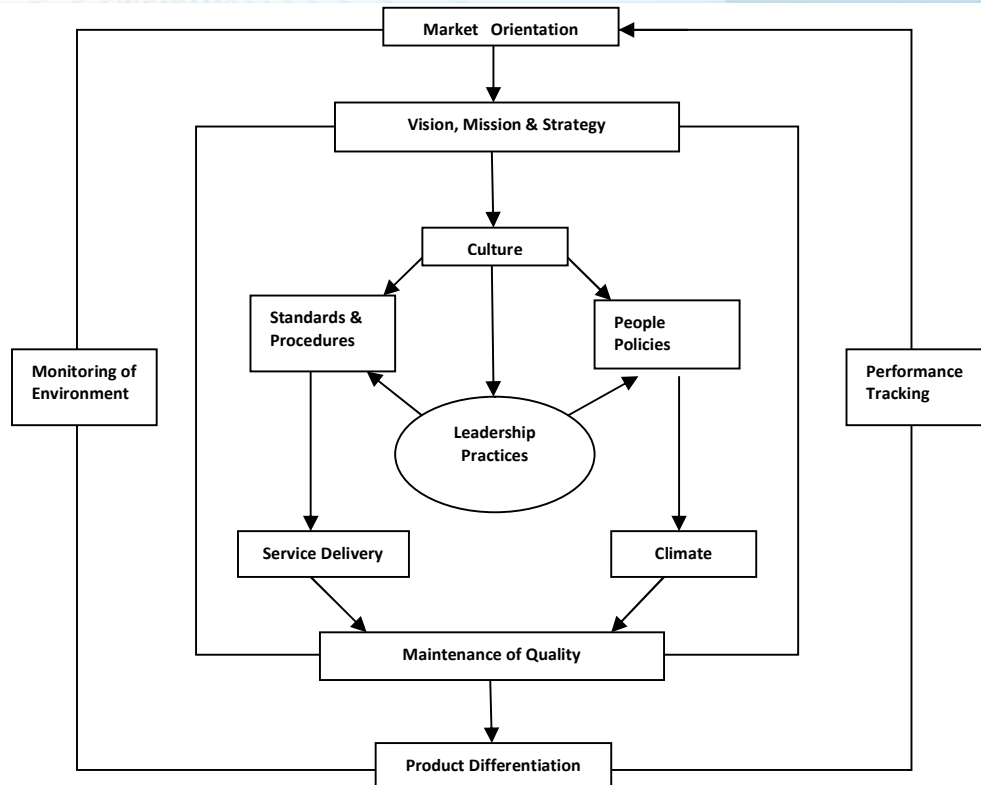 Market Orientation
Vision, Mission & Strategy
Culture
Standards &
Procedures
People
Policies
Monitoring of
Environment
Performance
Tracking
Leadership
Practices
Service Delivery
Climate
Maintenance of Quality
Product Differentiation